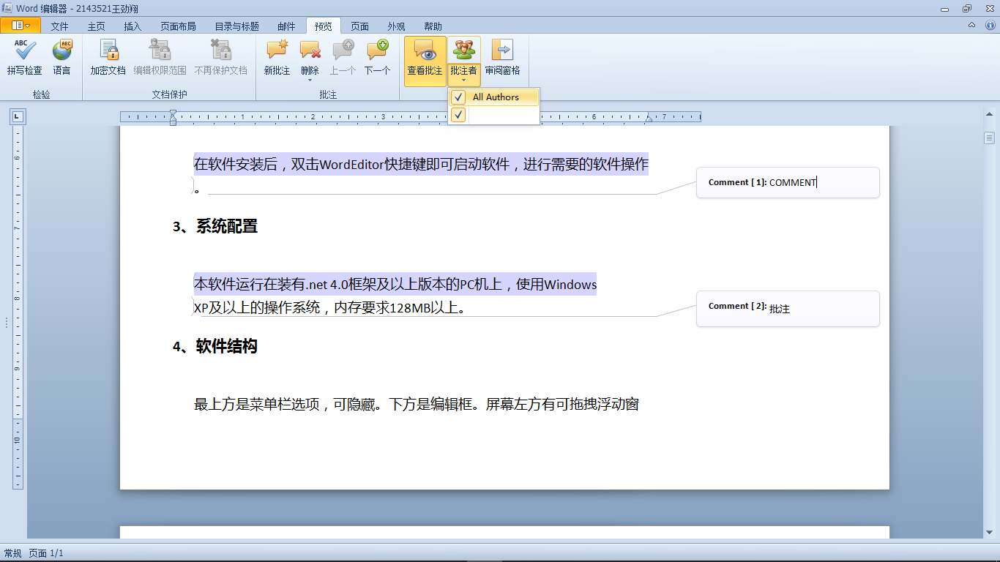 Word 编辑器 - 2143521王劲翔
文件 主页 插入 页面布局 目录与标题 邮件 预览 页面 外观 帮助
ABC ABC
拼写检查 语言 加密文档 编辑权限范围 不再保护文档 新批注 删除 上一个 下一个 查看批注 批注者 审阅窗格
检验 文档保护 批注
All Authors
1 2 3 6 7
在软件安装后，双击WordEditor快捷键即可启动软件，进行需要的软件操作
。
Comment [ 1]: COMMENT
3、系统配置
本软件运行在装有.net 4.0框架及以上版本的PC机上，使用Windows
XP及以上的操作系统，内存要求128MB以上。
Comment [ 2]: 批注
4、软件结构
最上方是菜单栏选项，可隐藏。下方是编辑框。屏幕左方有可拖拽浮动窗
6
7
8
9
10
常规 页面 1/1